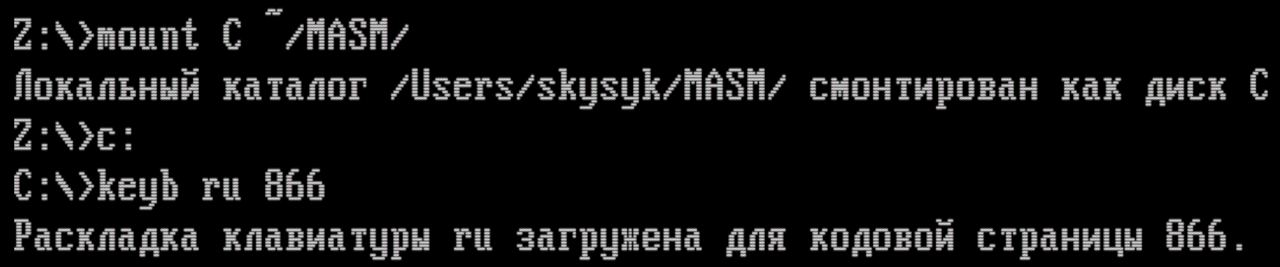 Z:\>mount C ~/MASM/
Локальный каталог /Users/skysyk/MASM/ смонтирован как диск C
Z:\>c:
C:\>keyb ru 866
Раскладка клавиатуры ru загружена для кодовой страницы 866.